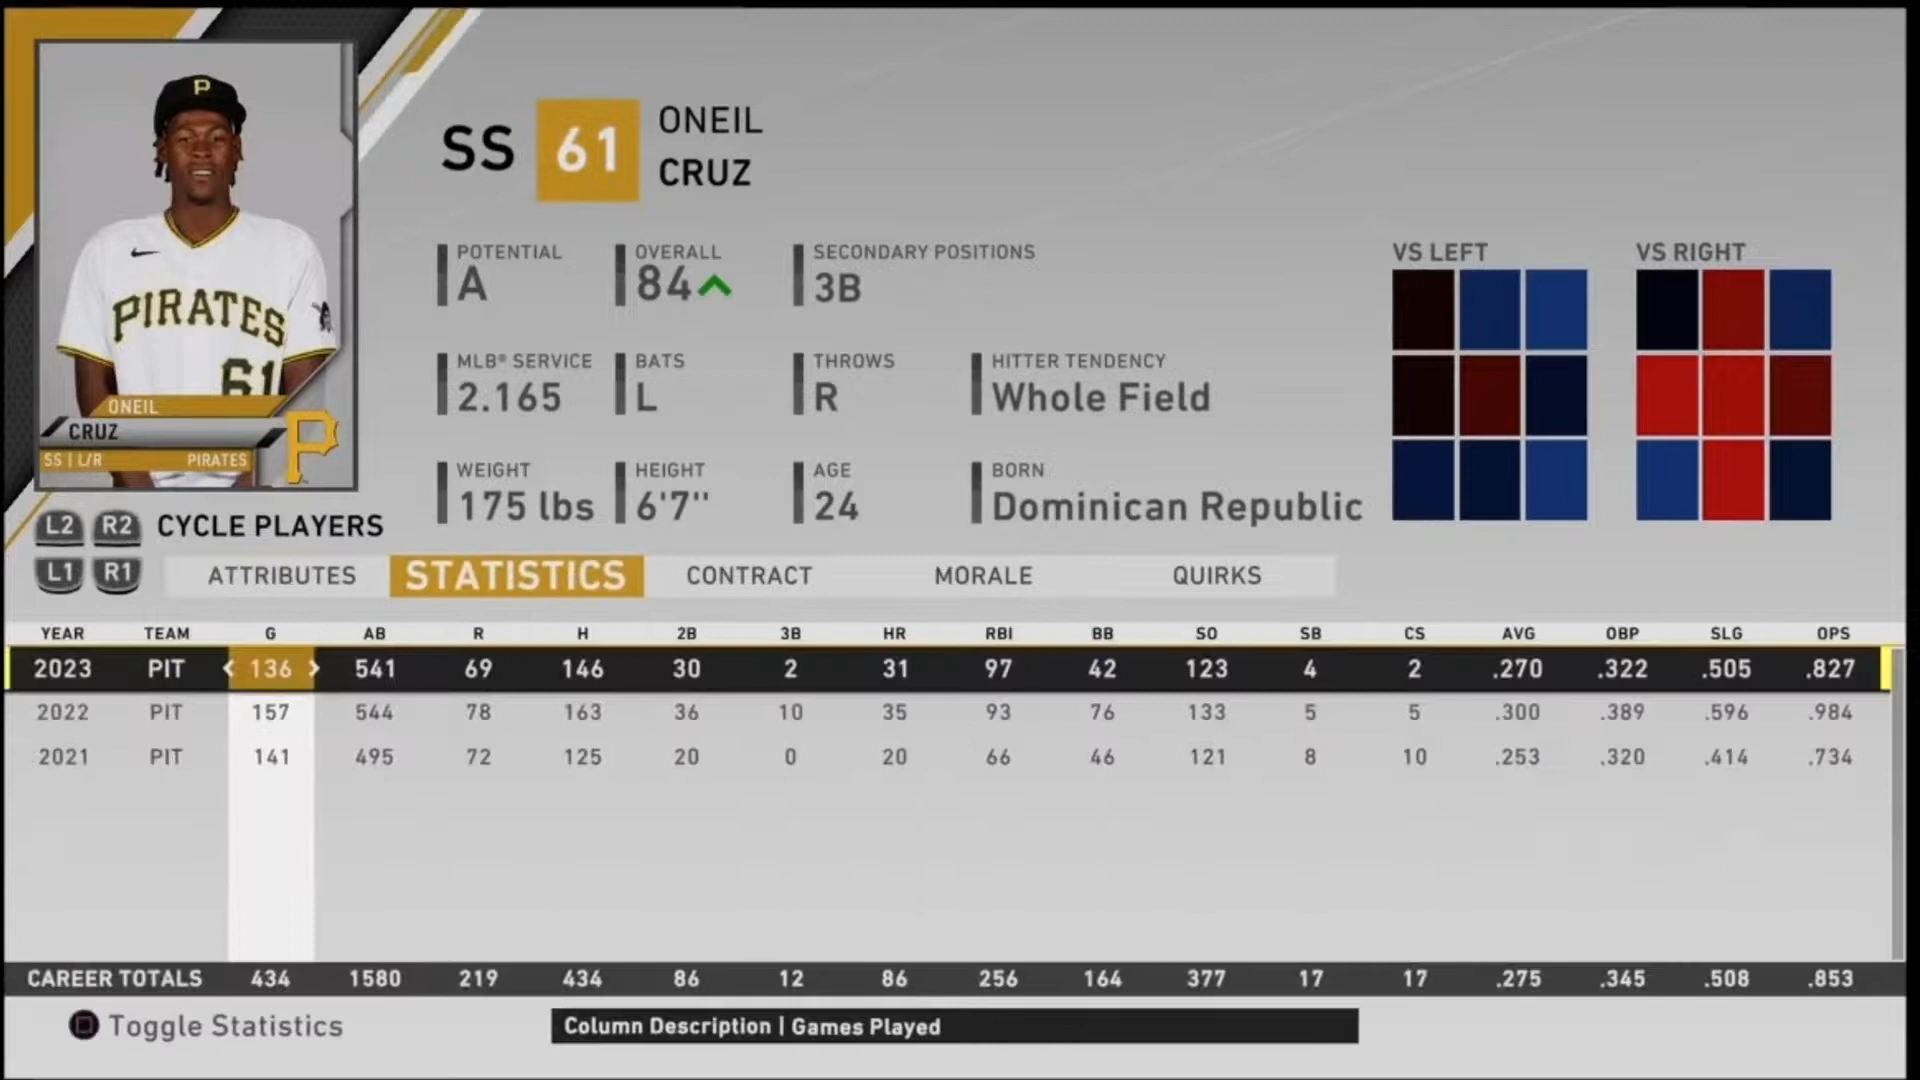 P
PIRATES
61
ONEIL
CRUZ
SS | L/R PIRATES
P
SS 61 ONEIL
CRUZ
POTENTIAL
A
OVERALL
84
SECONDARY POSITIONS
3B
MLB® SERVICE
2.165
BATS
L
THROWS
R
HITTER TENDENCY
Whole Field
WEIGHT
175 lbs
HEIGHT
6'7"
AGE
24
BORN
Dominican Republic
VS LEFT
VS RIGHT
L2 R2 CYCLE PLAYERS
L1 R1
ATTRIBUTES STATISTICS CONTRACT MORALE QUIRKS
YEAR TEAM G AB R H 2B 3B HR RBI BB SO SB CS AVG OBP SLG OPS
2023 PIT < 136 > 541 69 146 30 2 31 97 42 123 4 2 .270 .322 .505 .827
2022 PIT 157 544 78 163 36 10 35 93 76 133 5 5 .300 .389 .596 .984
2021 PIT 141 495 72 125 20 0 20 66 46 121 8 10 .253 .320 .414 .734
CAREER TOTALS 434 1580 219 434 86 12 86 256 164 377 17 17 .275 .345 .508 .853
Toggle Statistics
Column Description | Games Played